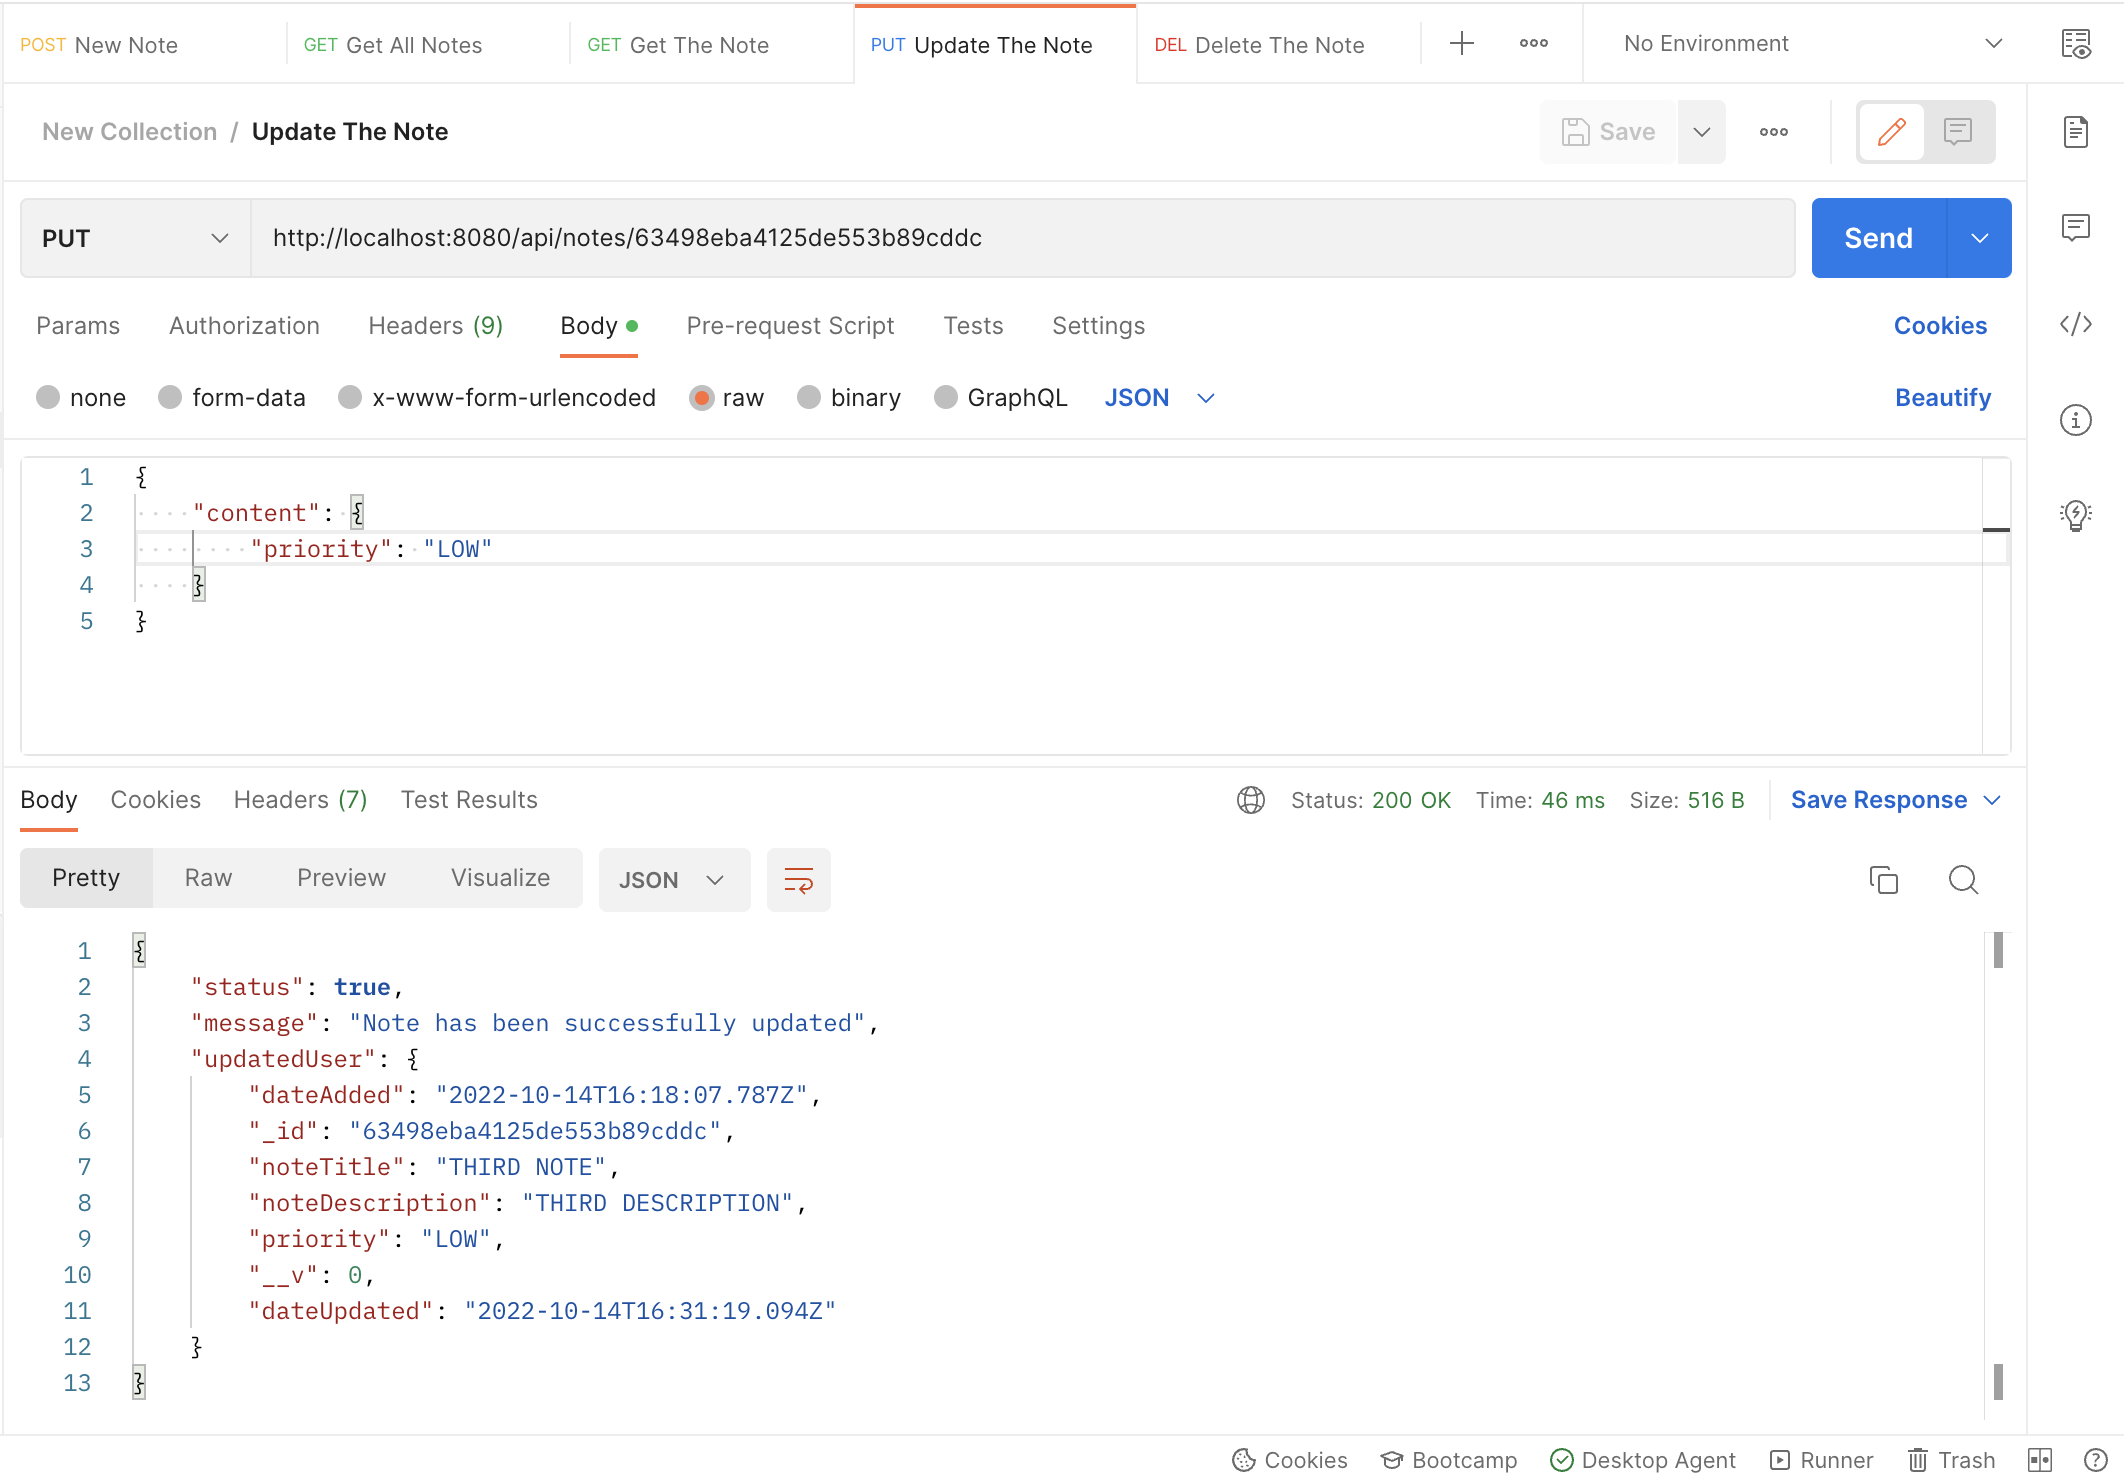 POST New Note GET Get All Notes GET Get The Note PUT Update The Note DEL Delete The Note No Environment
New Collection / Update The Note Save
PUT http://localhost:8080/api/notes/63498eba4125de553b89cddc Send
Params Authorization Headers (9) Body Pre-request Script Tests Settings Cookies
none form-data x-www-form-urlencoded raw binary GraphQL JSON Beautify
1 {
2 "content": {
3 "priority": "LOW"
4 }
5 }
Body Cookies Headers (7) Test Results Status: 200 OK Time: 46 ms Size: 516 B Save Response
Pretty Raw Preview Visualize JSON
1 {
2 "status": true,
3 "message": "Note has been successfully updated",
4 "updatedUser": {
5 "dateAdded": "2022-10-14T16:18:07.787Z",
6 "_id": "63498eba4125de553b89cddc",
7 "noteTitle": "THIRD NOTE",
8 "noteDescription": "THIRD DESCRIPTION",
9 "priority": "LOW",
10 "__v": 0,
11 "dateUpdated": "2022-10-14T16:31:19.094Z"
12 }
13 }
Cookies Bootcamp Desktop Agent Runner Trash